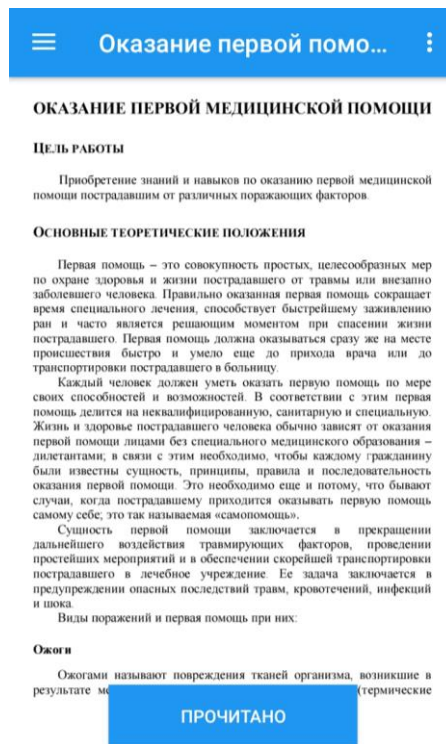 Оказание первой помо...
ОКАЗАНИЕ ПЕРВОЙ МЕДИЦИНСКОЙ ПОМОЩИ
ЦЕЛЬ РАБОТЫ
Приобретение знаний и навыков по оказанию первой медицинской
помощи пострадавшим от различных поражающих факторов.
ОСНОВНЫЕ ТЕОРЕТИЧЕСКИЕ ПОЛОЖЕНИЯ
Первая помощь – это совокупность простых, целесообразных мер
по охране здоровья и жизни пострадавшего от травмы или внезапно
заболевшего человека. Правильно оказанная первая помощь сокращает
время специального лечения, способствует быстрейшему заживлению
ран и часто является решающим моментом при спасении жизни
пострадавшего. Первая помощь должна оказываться сразу же на месте
происшествия быстро и умело еще до прихода врача или до
транспортировки пострадавшего в больницу.
Каждый человек должен уметь оказать первую помощь по мере
своих способностей и возможностей. В соответствии с этим первая
помощь делится на неквалифицированную, санитарную и специальную.
Жизнь и здоровье пострадавшего человека обычно зависят от оказания
первой помощи лицами без специального медицинского образования –
дилетантами; в связи с этим необходимо, чтобы каждому гражданину
были известны сущность, принципы, правила и последовательность
оказания первой помощи. Это необходимо еще и потому, что бывают
случаи, когда пострадавшему приходится оказывать первую помощь
самому себе; это так называемая «самопомощь».
Сущность первой помощи заключается в прекращении
дальнейшего воздействия травмирующих факторов, проведении
простейших мероприятий и в обеспечении скорейшей транспортировки
пострадавшего в лечебное учреждение. Ее задача заключается в
предупреждении опасных последствий травм, кровотечений, инфекций
и шока.
Виды поражений и первая помощь при них:
Ожоги
Ожогами называют повреждения тканей организма, возникшие в
результате ме (термические
ПРОЧИТАНО